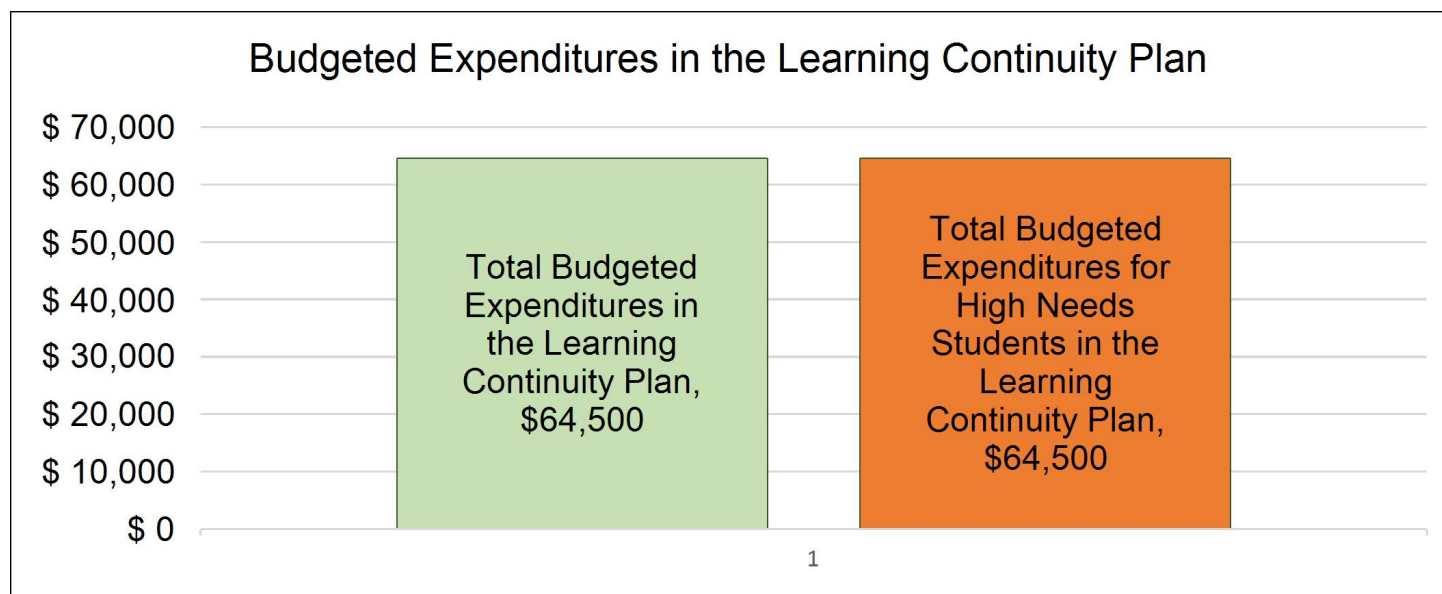 Budgeted Expenditures in the Learning Continuity Plan
$ 70,000
$ 60,000
$ 50,000
$ 40,000
$ 30,000
$ 20,000
$ 10,000
$ 0
Total Budgeted
Expenditures in
the Learning
Continuity Plan,
$64,500
Total Budgeted
Expenditures for
High Needs
Students in the
Learning
Continuity Plan,
$64,500
1